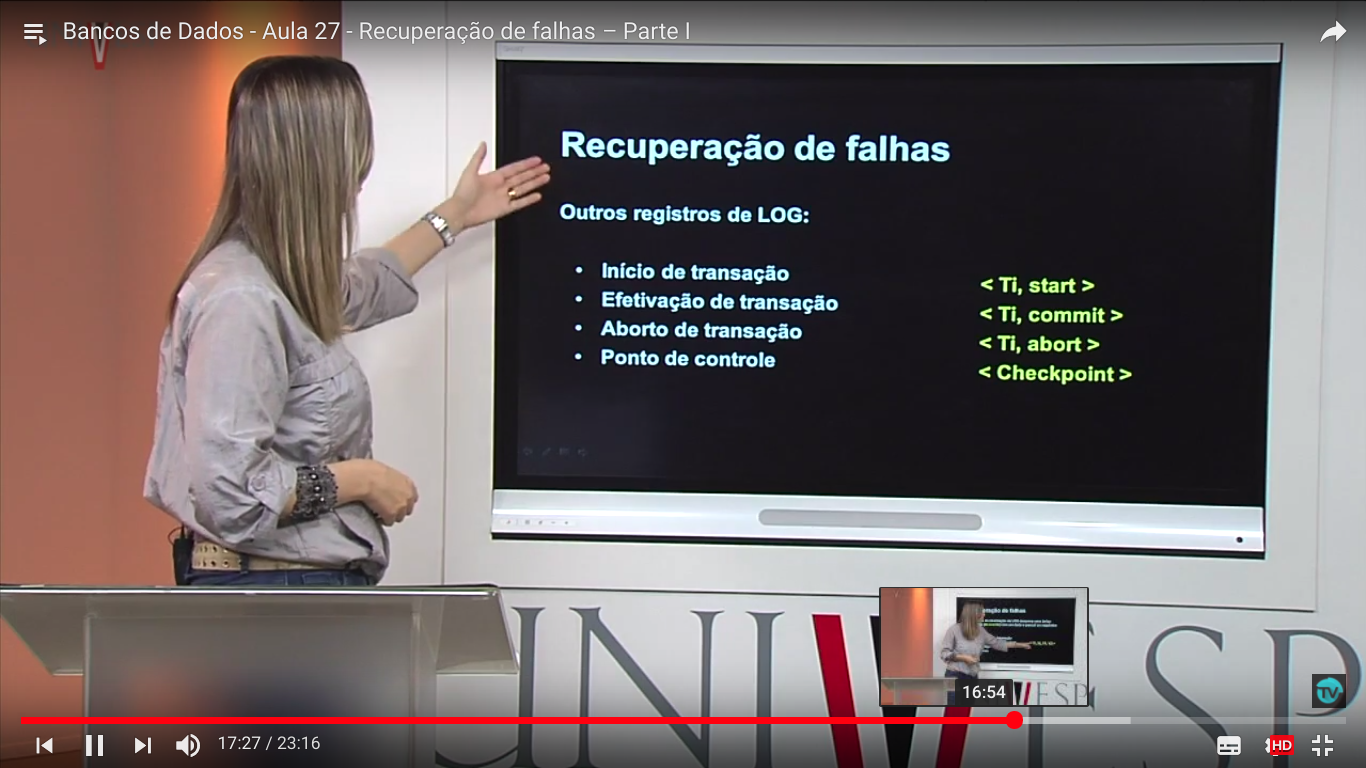 Bancos de Dados - Aula 27 - Recuperação de falhas – Parte I
Recuperação de falhas
Outros registros de LOG:
• Início de transação < Ti, start >
• Efetivação de transação < Ti, commit >
• Aborto de transação < Ti, abort >
• Ponto de controle < Checkpoint >
UNIVESP
16:54
TV
17:27 / 23:16
HD